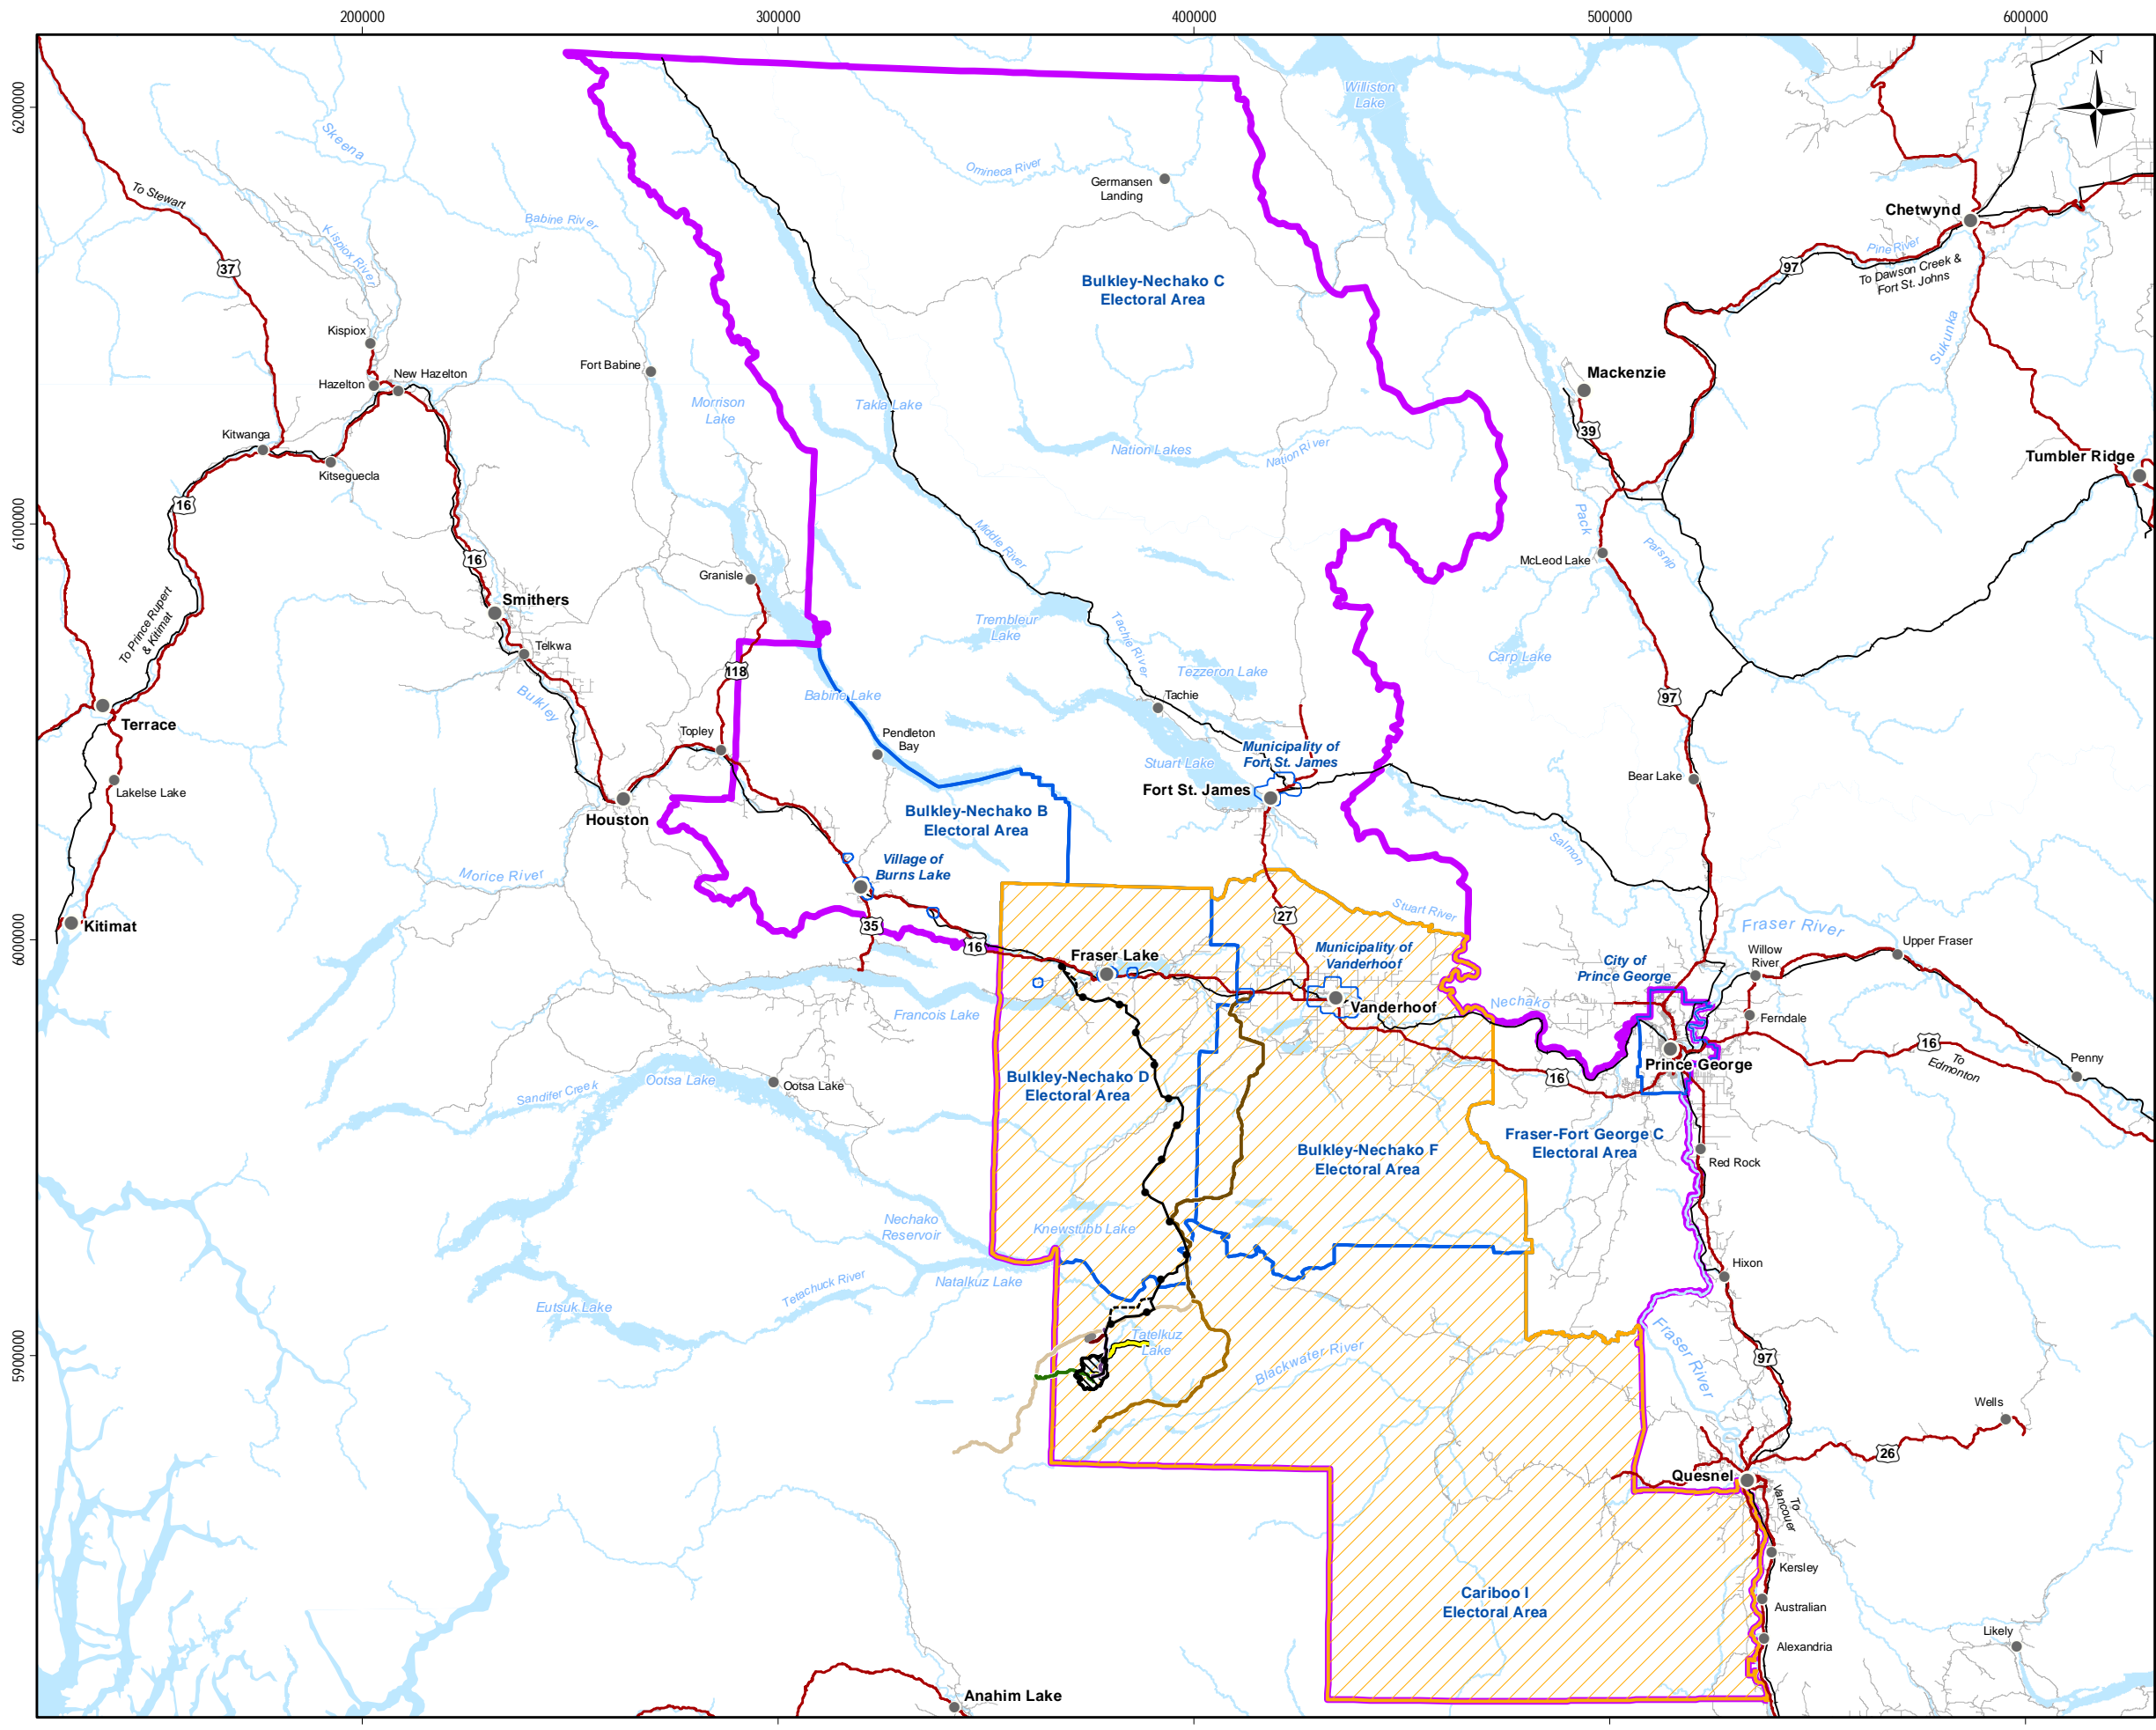 200000
300000
400000
500000
600000
6200000
6100000
6000000
5900000
N
Williston
Lake
Skeena
To Stewart
Kispiox River
Babine River
Omineca River
Germansen
Landing
Chetwynd
Pine River
To Dawson Creek &
Fort St. Johns
97
37
Bulkley-Nechako C
Electoral Area
Sukunka
Kispiox
Hazelton
New Hazelton
Fort Babine
Morrison
Lake
Takla Lake
Mackenzie
39
Kitwanga
Kitseguecla
Nation Lakes
Nation River
Tumbler Ridge
16
16
Middle River
Pack
Parsnip
McLeod Lake
Granisle
Smithers
Telkwa
To Prince Rupert
& Kitimat
Trembleur
Lake
Tachie River
Tezzeron Lake
Carp Lake
118
Bulkley
Babine Lake
Tachie
97
Terrace
Topley
Pendleton
Bay
Stuart Lake
Municipality of
Fort St. James
Fort St. James
Bear Lake
Lakelse Lake
Houston
Bulkley-Nechako B
Electoral Area
Salmon
Village of
Burns Lake
Morice River
Kitimat
35
16
27
Stuart River
Fraser River
Fraser Lake
Municipality of
Vanderhoof
City of
Prince George
Willow
River
Upper Fraser
Vanderhoof
Nechako
Francois Lake
Ferndale
16
To
Edmonton
Penny
Prince George
16
Bulkley-Nechako D
Electoral Area
Ootsa Lake
Ootsa Lake
Sandifer Creek
Bulkley-Nechako F
Electoral Area
Fraser-Fort George C
Electoral Area
Red Rock
Nechako
Reservoir
Knewstubb Lake
Natalkuz Lake
Hixon
Tetachuck River
Eutsuk Lake
Tatelkuz
Lake
Blackwater River
Fraser River
97
Wells
26
Quesnel
To
Vancouer
Kersley
Cariboo I
Electoral Area
Australian
Alexandria
Likely
Anahim Lake